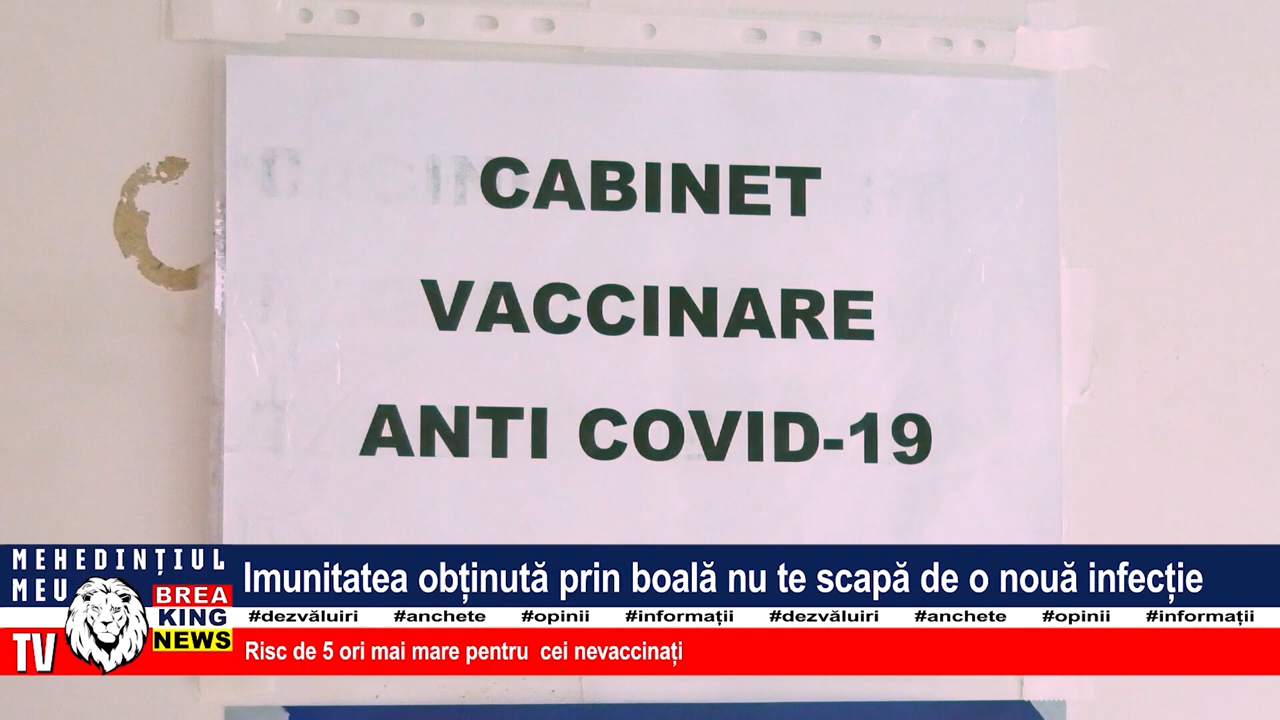 CABINET
VACCINARE
ANTI COVID-19
MEHEDINȚIUL
MEU
TV
BREA
KING
NEWS
Imunitatea obținută prin boală nu te scapă de o nouă infecție
#dezvăluiri #anchete #opinii #informații #dezvăluiri #anchete #opinii #informații
Risc de 5 ori mai mare pentru cei nevaccinați